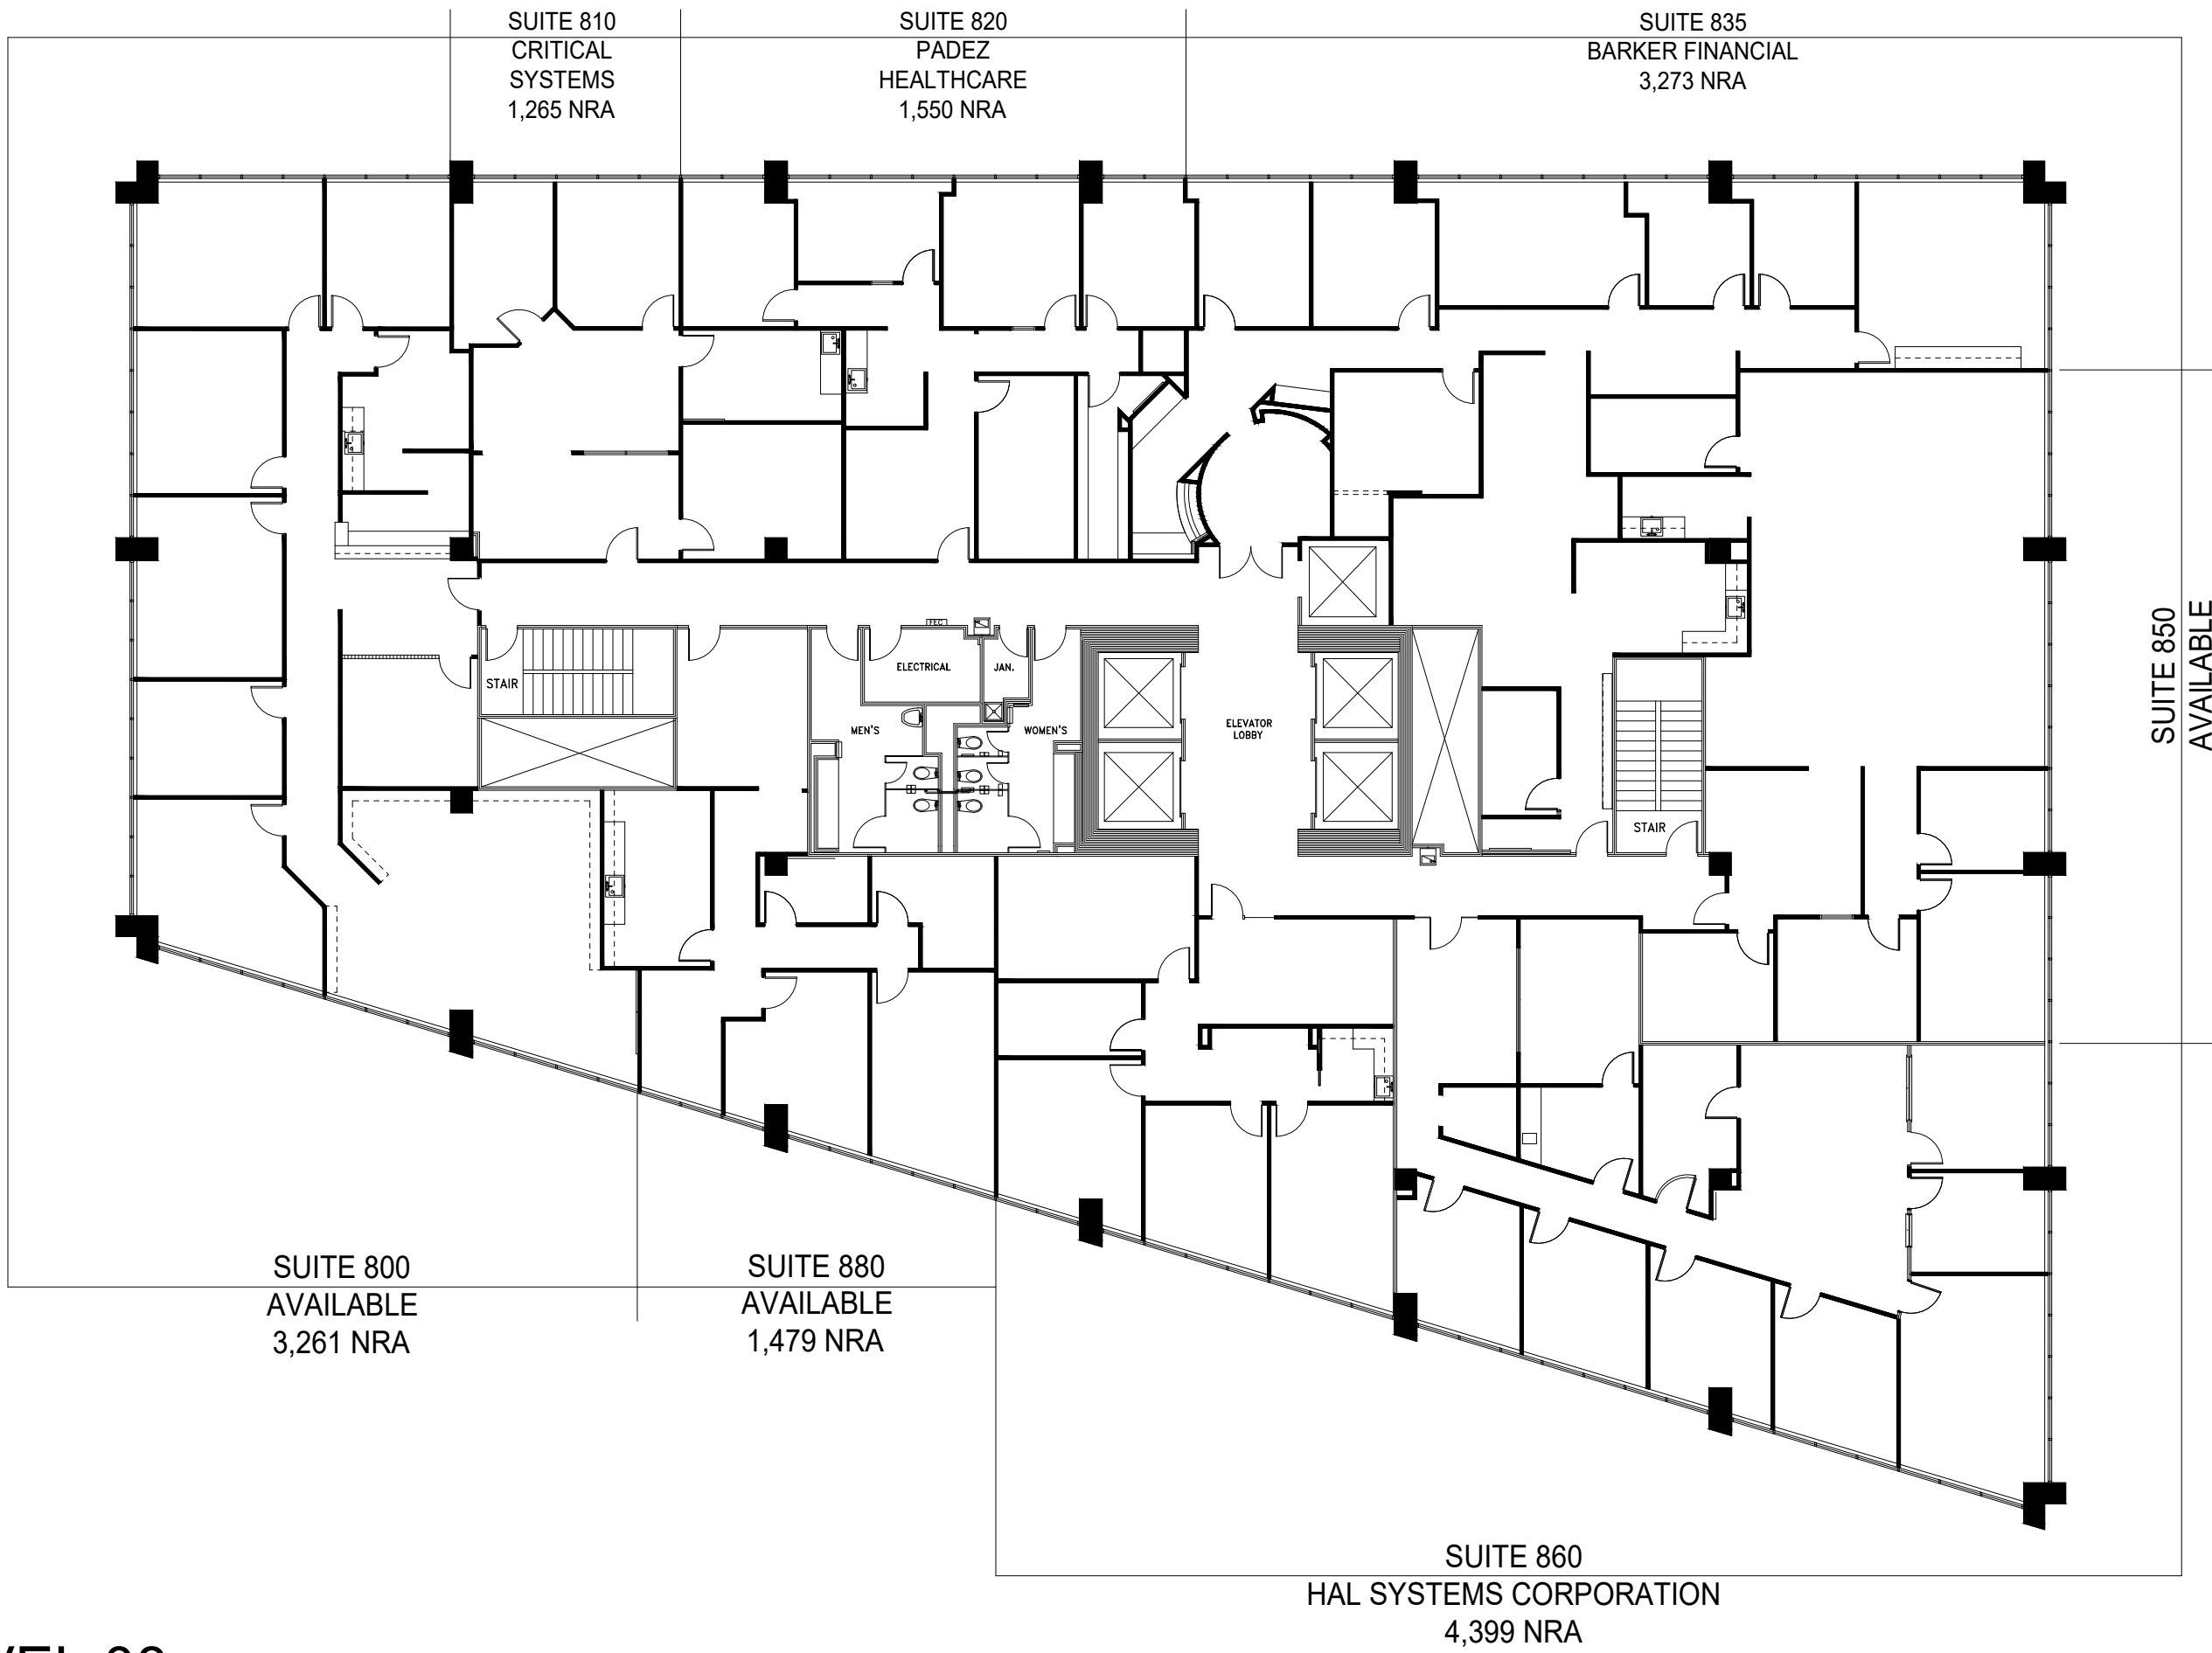 SUITE 810
CRITICAL
SYSTEMS
1,265 NRA
SUITE 820
PADEZ
HEALTHCARE
1,550 NRA
SUITE 835
BARKER FINANCIAL
3,273 NRA
SUITE 850
AVAILABLE
FEC
ELECTRICAL
JAN.
STAIR
MEN'S
WOMEN'S
ELEVATOR
LOBBY
STAIR
SUITE 800
AVAILABLE
3,261 NRA
SUITE 880
AVAILABLE
1,479 NRA
SUITE 860
HAL SYSTEMS CORPORATION
4,399 NRA